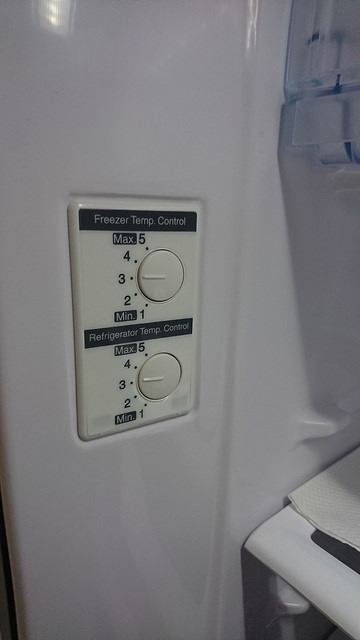 Freezer Temp. Control
Max. 5
4
3
2
Min. 1
Refrigerator Temp. Control
Max. 5
4
3
2
Min. 1